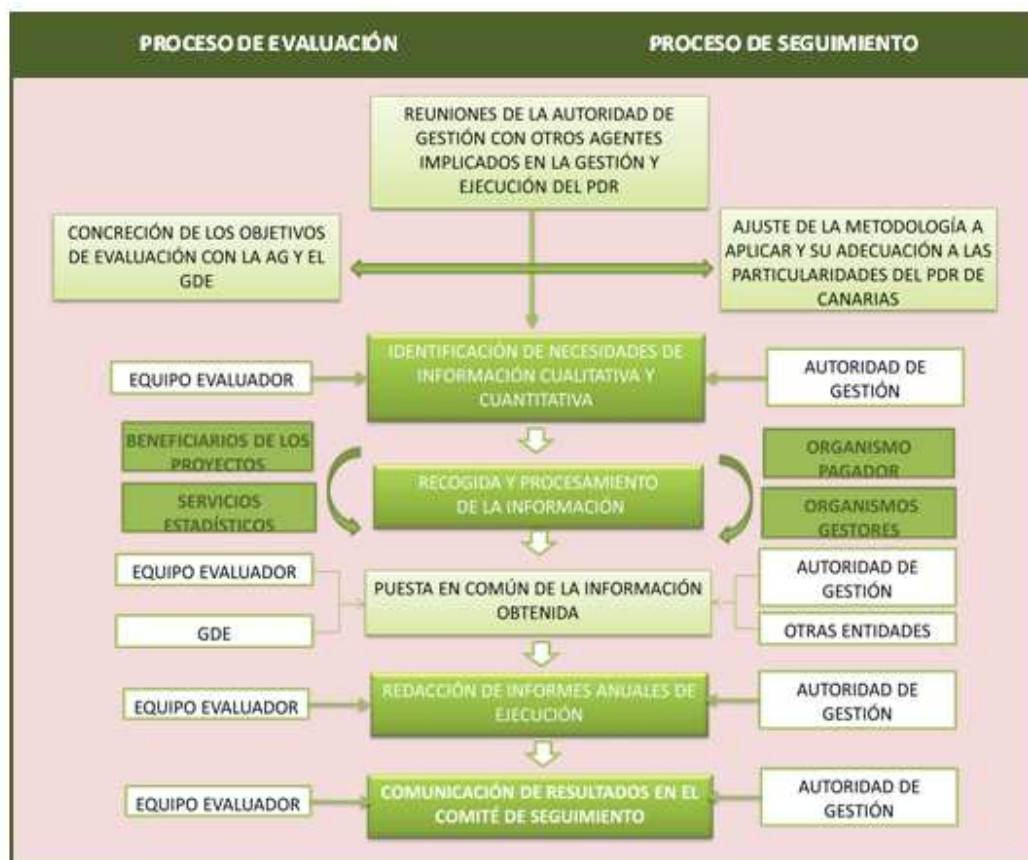 PROCESO DE EVALUACIÓN
PROCESO DE SEGUIMIENTO
REUNIONES DE LA AUTORIDAD DE
GESTIÓN CON OTROS AGENTES
IMPLICADOS EN LA GESTIÓN Y
EJECUCIÓN DEL PDR
CONCRECIÓN DE LOS OBJETIVOS
DE EVALUACIÓN CON LA AG Y EL
GDE
AJUSTE DE LA METODOLOGÍA A
APLICAR Y SU ADECUACIÓN A LAS
PARTICULARIDADES DEL PDR DE
CANARIAS
EQUIPO EVALUADOR
IDENTIFICACIÓN DE NECESIDADES DE
INFORMACIÓN CUALITATIVA Y
CUANTITATIVA
AUTORIDAD DE
GESTIÓN
BENEFICIARIOS DE LOS
PROYECTOS
SERVICIOS
ESTADÍSTICOS
RECOGIDA Y PROCESAMIENTO
DE LA INFORMACIÓN
ORGANISMO
PAGADOR
ORGANISMOS
GESTORES
EQUIPO EVALUADOR
GDE
PUESTA EN COMÚN DE LA INFORMACIÓN
OBTENIDA
AUTORIDAD DE
GESTIÓN
OTRAS ENTIDADES
EQUIPO EVALUADOR
REDACCIÓN DE INFORMES ANUALES DE
EJECUCIÓN
AUTORIDAD DE
GESTIÓN
EQUIPO EVALUADOR
COMUNICACIÓN DE RESULTADOS EN EL
COMITÉ DE SEGUIMIENTO
AUTORIDAD DE
GESTIÓN